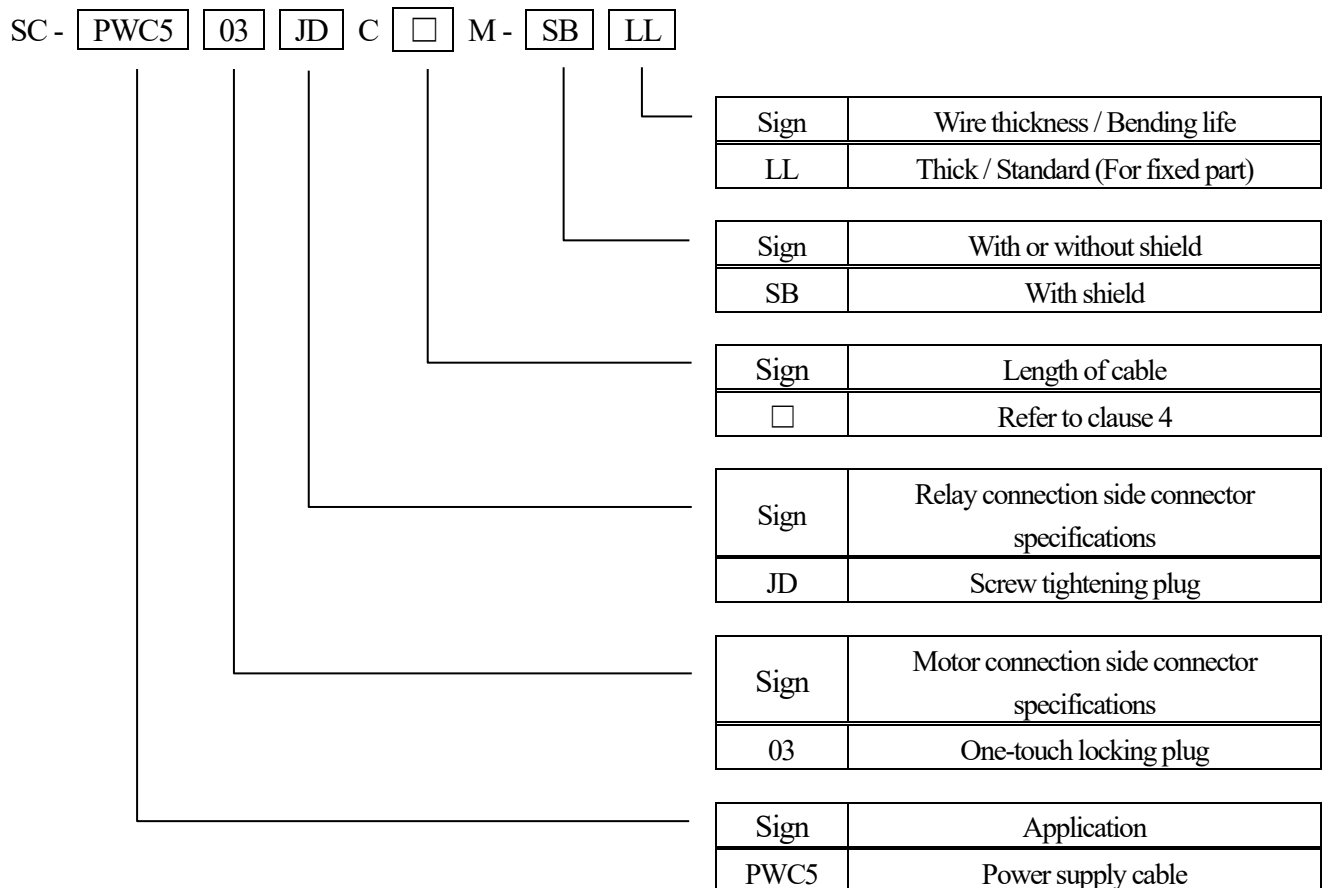 SC - PWC5 03 JD C □ M - SB LL
Sign Wire thickness / Bending life
LL Thick / Standard (For fixed part)
Sign With or without shield
SB With shield
Sign Length of cable
□ Refer to clause 4
Sign Relay connection side connector
specifications
JD Screw tightening plug
Sign Motor connection side connector
specifications
03 One-touch locking plug
Sign Application
PWC5 Power supply cable